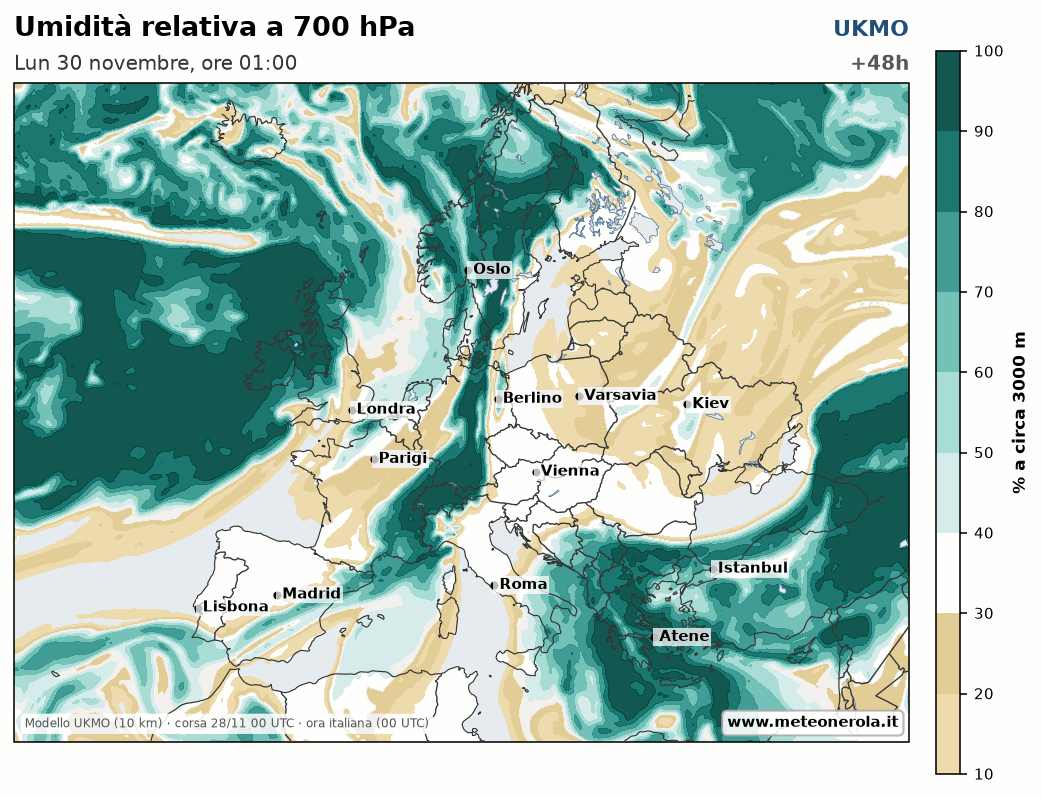 Umidità relativa a 700 hPa
UKMO
Lun 30 novembre, ore 01:00
+48h
100
90
80
70
60
50
40
30
20
10
% a circa 3000 m
Oslo
Berlino
Varsavia
Kiev
Londra
Parigi
Vienna
Istanbul
Roma
Madrid
Lisbona
Atene
Modello UKMO (10 km) · corsa 28/11 00 UTC · ora italiana (00 UTC)
www.meteonerola.it